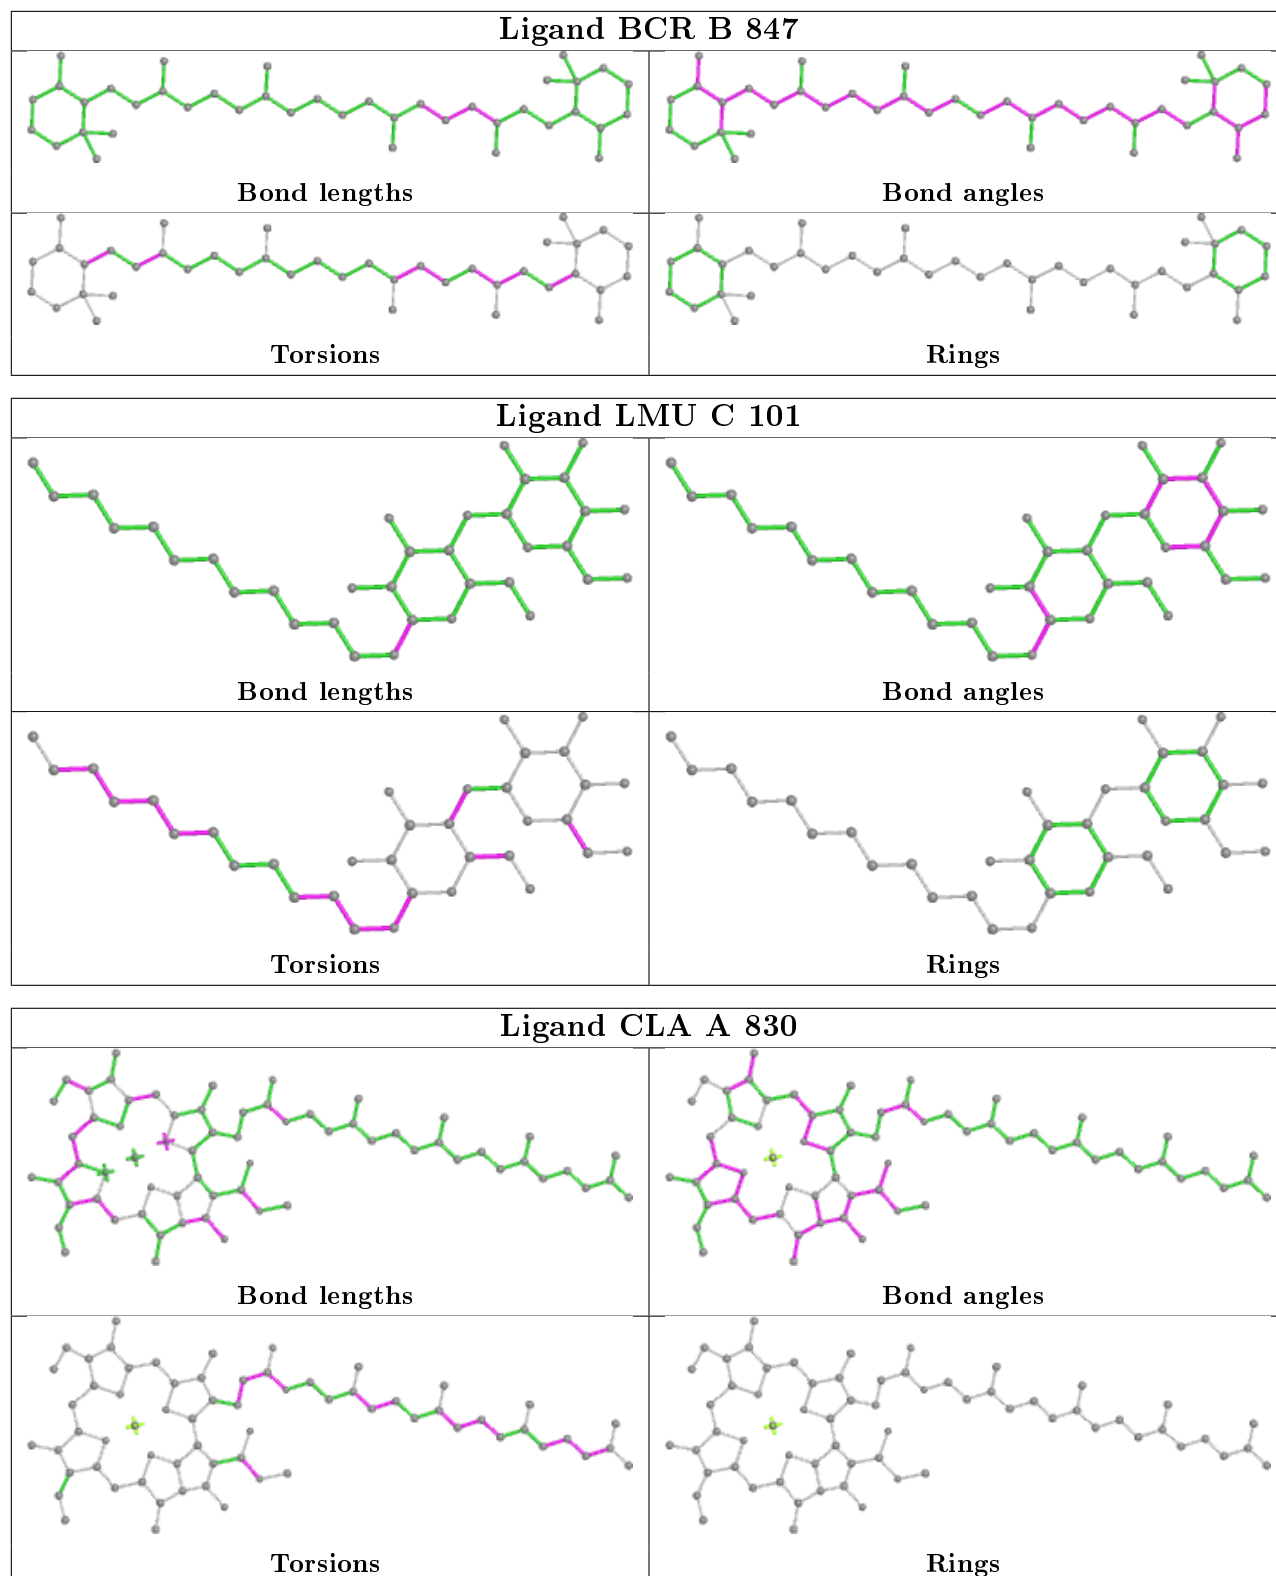 Ligand BCR B 847
Bond lengths
Bond angles
Torsions
Rings
Ligand LMU C 101
Bond lengths
Bond angles
Torsions
Rings
Ligand CLA A 830
Bond lengths
Bond angles
Torsions
Rings